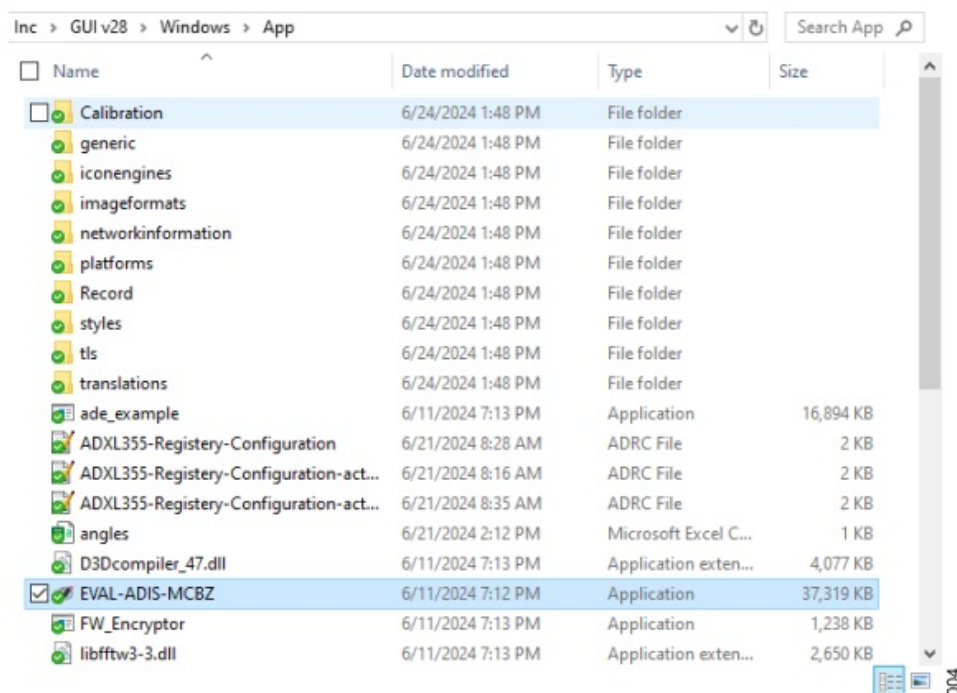 Inc > GUI v28 > Windows > App Search App
Name Date modified Type Size
Calibration 6/24/2024 1:48 PM File folder
generic 6/24/2024 1:48 PM File folder
iconengines 6/24/2024 1:48 PM File folder
imageformats 6/24/2024 1:48 PM File folder
networkinformation 6/24/2024 1:48 PM File folder
platforms 6/24/2024 1:48 PM File folder
Record 6/24/2024 1:48 PM File folder
styles 6/24/2024 1:48 PM File folder
tls 6/24/2024 1:48 PM File folder
translations 6/24/2024 1:48 PM File folder
ade_example 6/11/2024 7:13 PM Application 16,894 KB
ADXL355-Registery-Configuration 6/21/2024 8:28 AM ADRC File 2 KB
ADXL355-Registery-Configuration-act... 6/21/2024 8:16 AM ADRC File 2 KB
ADXL355-Registery-Configuration-act... 6/21/2024 8:35 AM ADRC File 2 KB
angles 6/21/2024 2:12 PM Microsoft Excel C... 1 KB
D3Dcompiler_47.dll 6/11/2024 7:13 PM Application exten... 4,077 KB
EVAL-ADIS-MCBZ 6/11/2024 7:12 PM Application 37,319 KB
FW_Encryptor 6/11/2024 7:13 PM Application 1,238 KB
libfftw3-3.dll 6/11/2024 7:13 PM Application exten... 2,650 KB
004